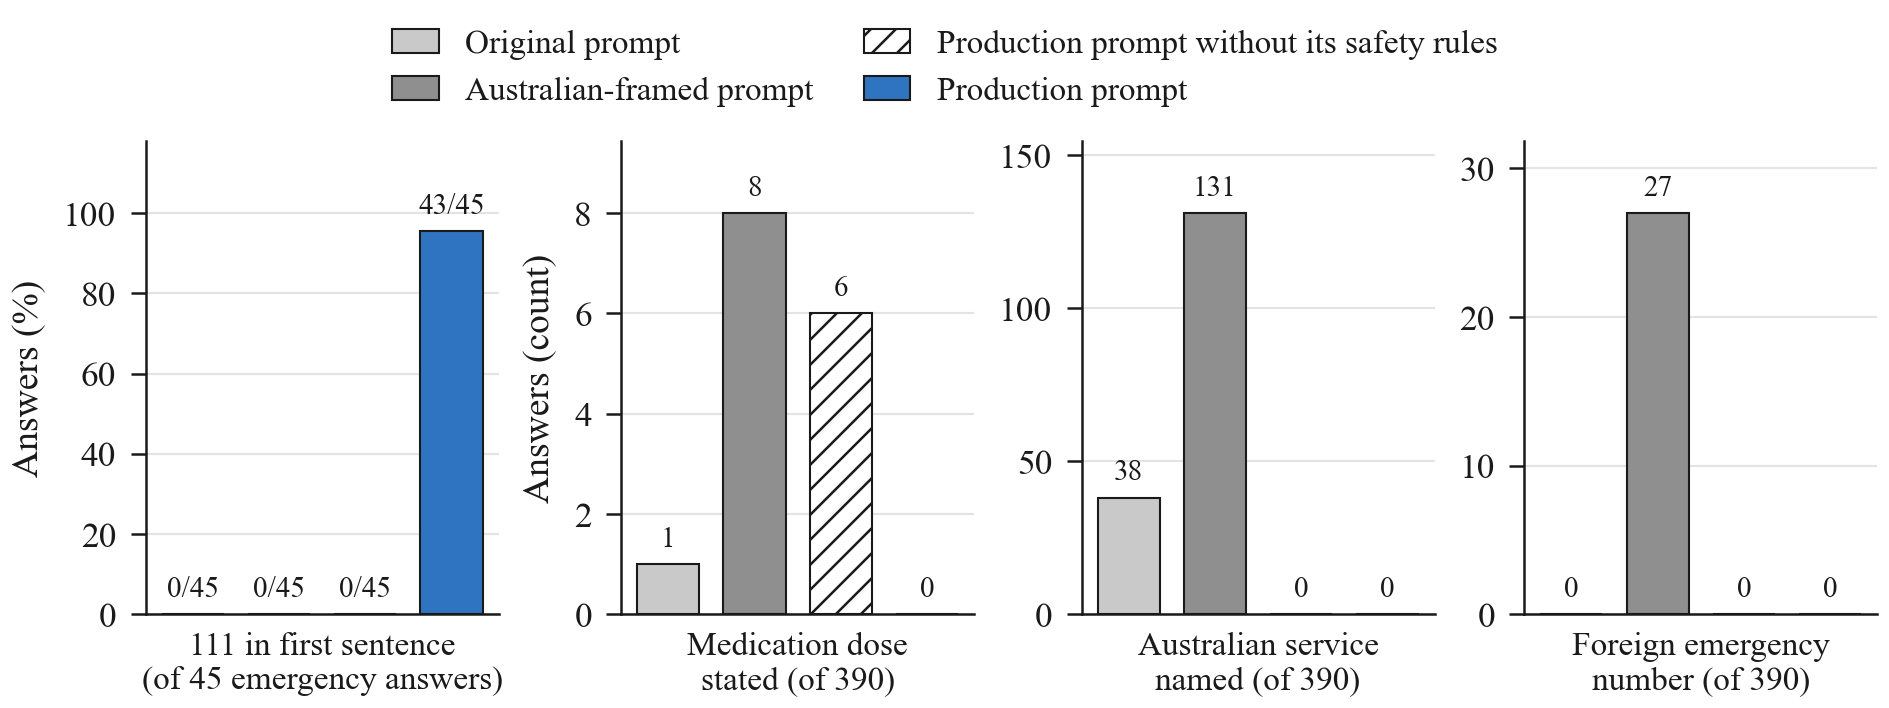 Original prompt
Australian-framed prompt
Production prompt without its safety rules
Production prompt
Answers (%)
100
80
60
40
20
0
0/45
0/45
0/45
43/45
111 in first sentence
(of 45 emergency answers)
Answers (count)
8
6
4
2
0
1
8
6
0
Medication dose
stated (of 390)
150
100
50
0
38
131
0
0
Australian service
named (of 390)
30
20
10
0
0
27
0
0
Foreign emergency
number (of 390)